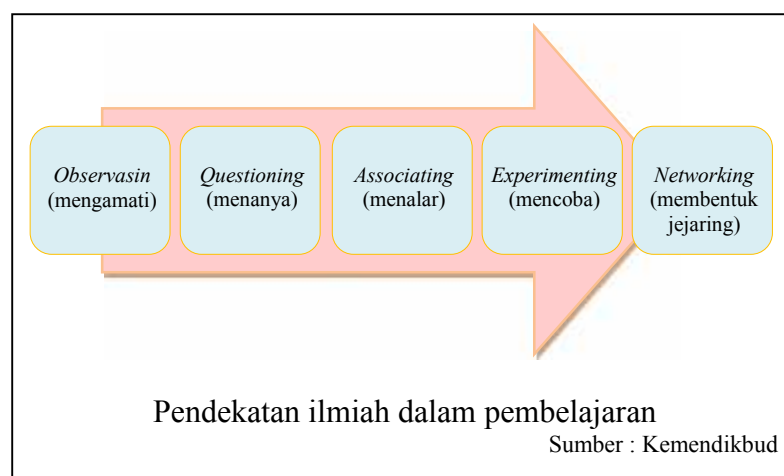 Observasin
(mengamati)
Questioning
(menanya)
Associating
(menalar)
Experimenting
(mencoba)
Networking
(membentuk
jejaring)
Pendekatan ilmiah dalam pembelajaran
Sumber : Kemendikbud